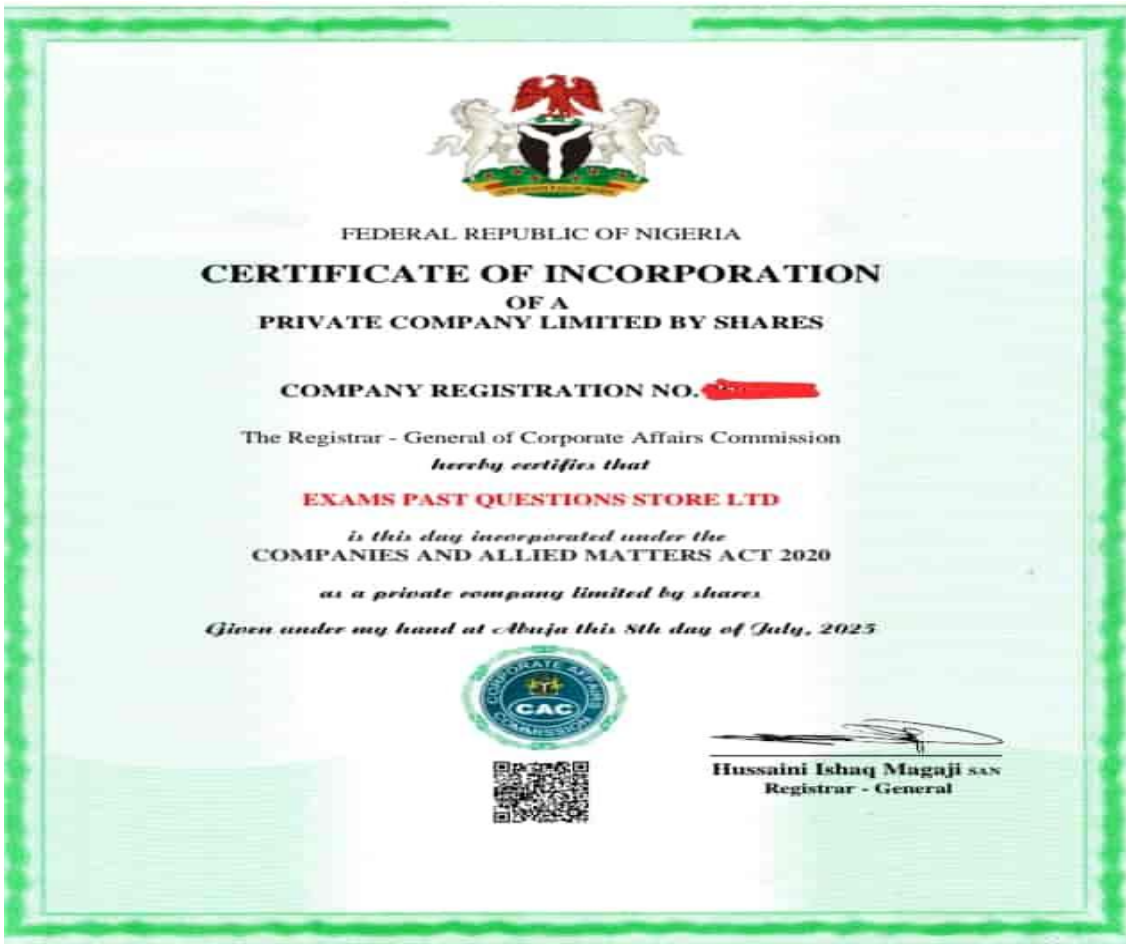 FEDERAL REPUBLIC OF NIGERIA
CERTIFICATE OF INCORPORATION
OF A
PRIVATE COMPANY LIMITED BY SHARES
COMPANY REGISTRATION NO.
The Registrar - General of Corporate Affairs Commission
hereby certifies that
EXAMS PAST QUESTIONS STORE LTD
is this day incorporated under the
COMPANIES AND ALLIED MATTERS ACT 2020
as a private company limited by shares
Given under my hand at Abuja this 8th day of July, 2025
CORPORATE AFFAIRS
CAC
COMMISSION
Hussaini Ishaq Magaji SAN
Registrar - General